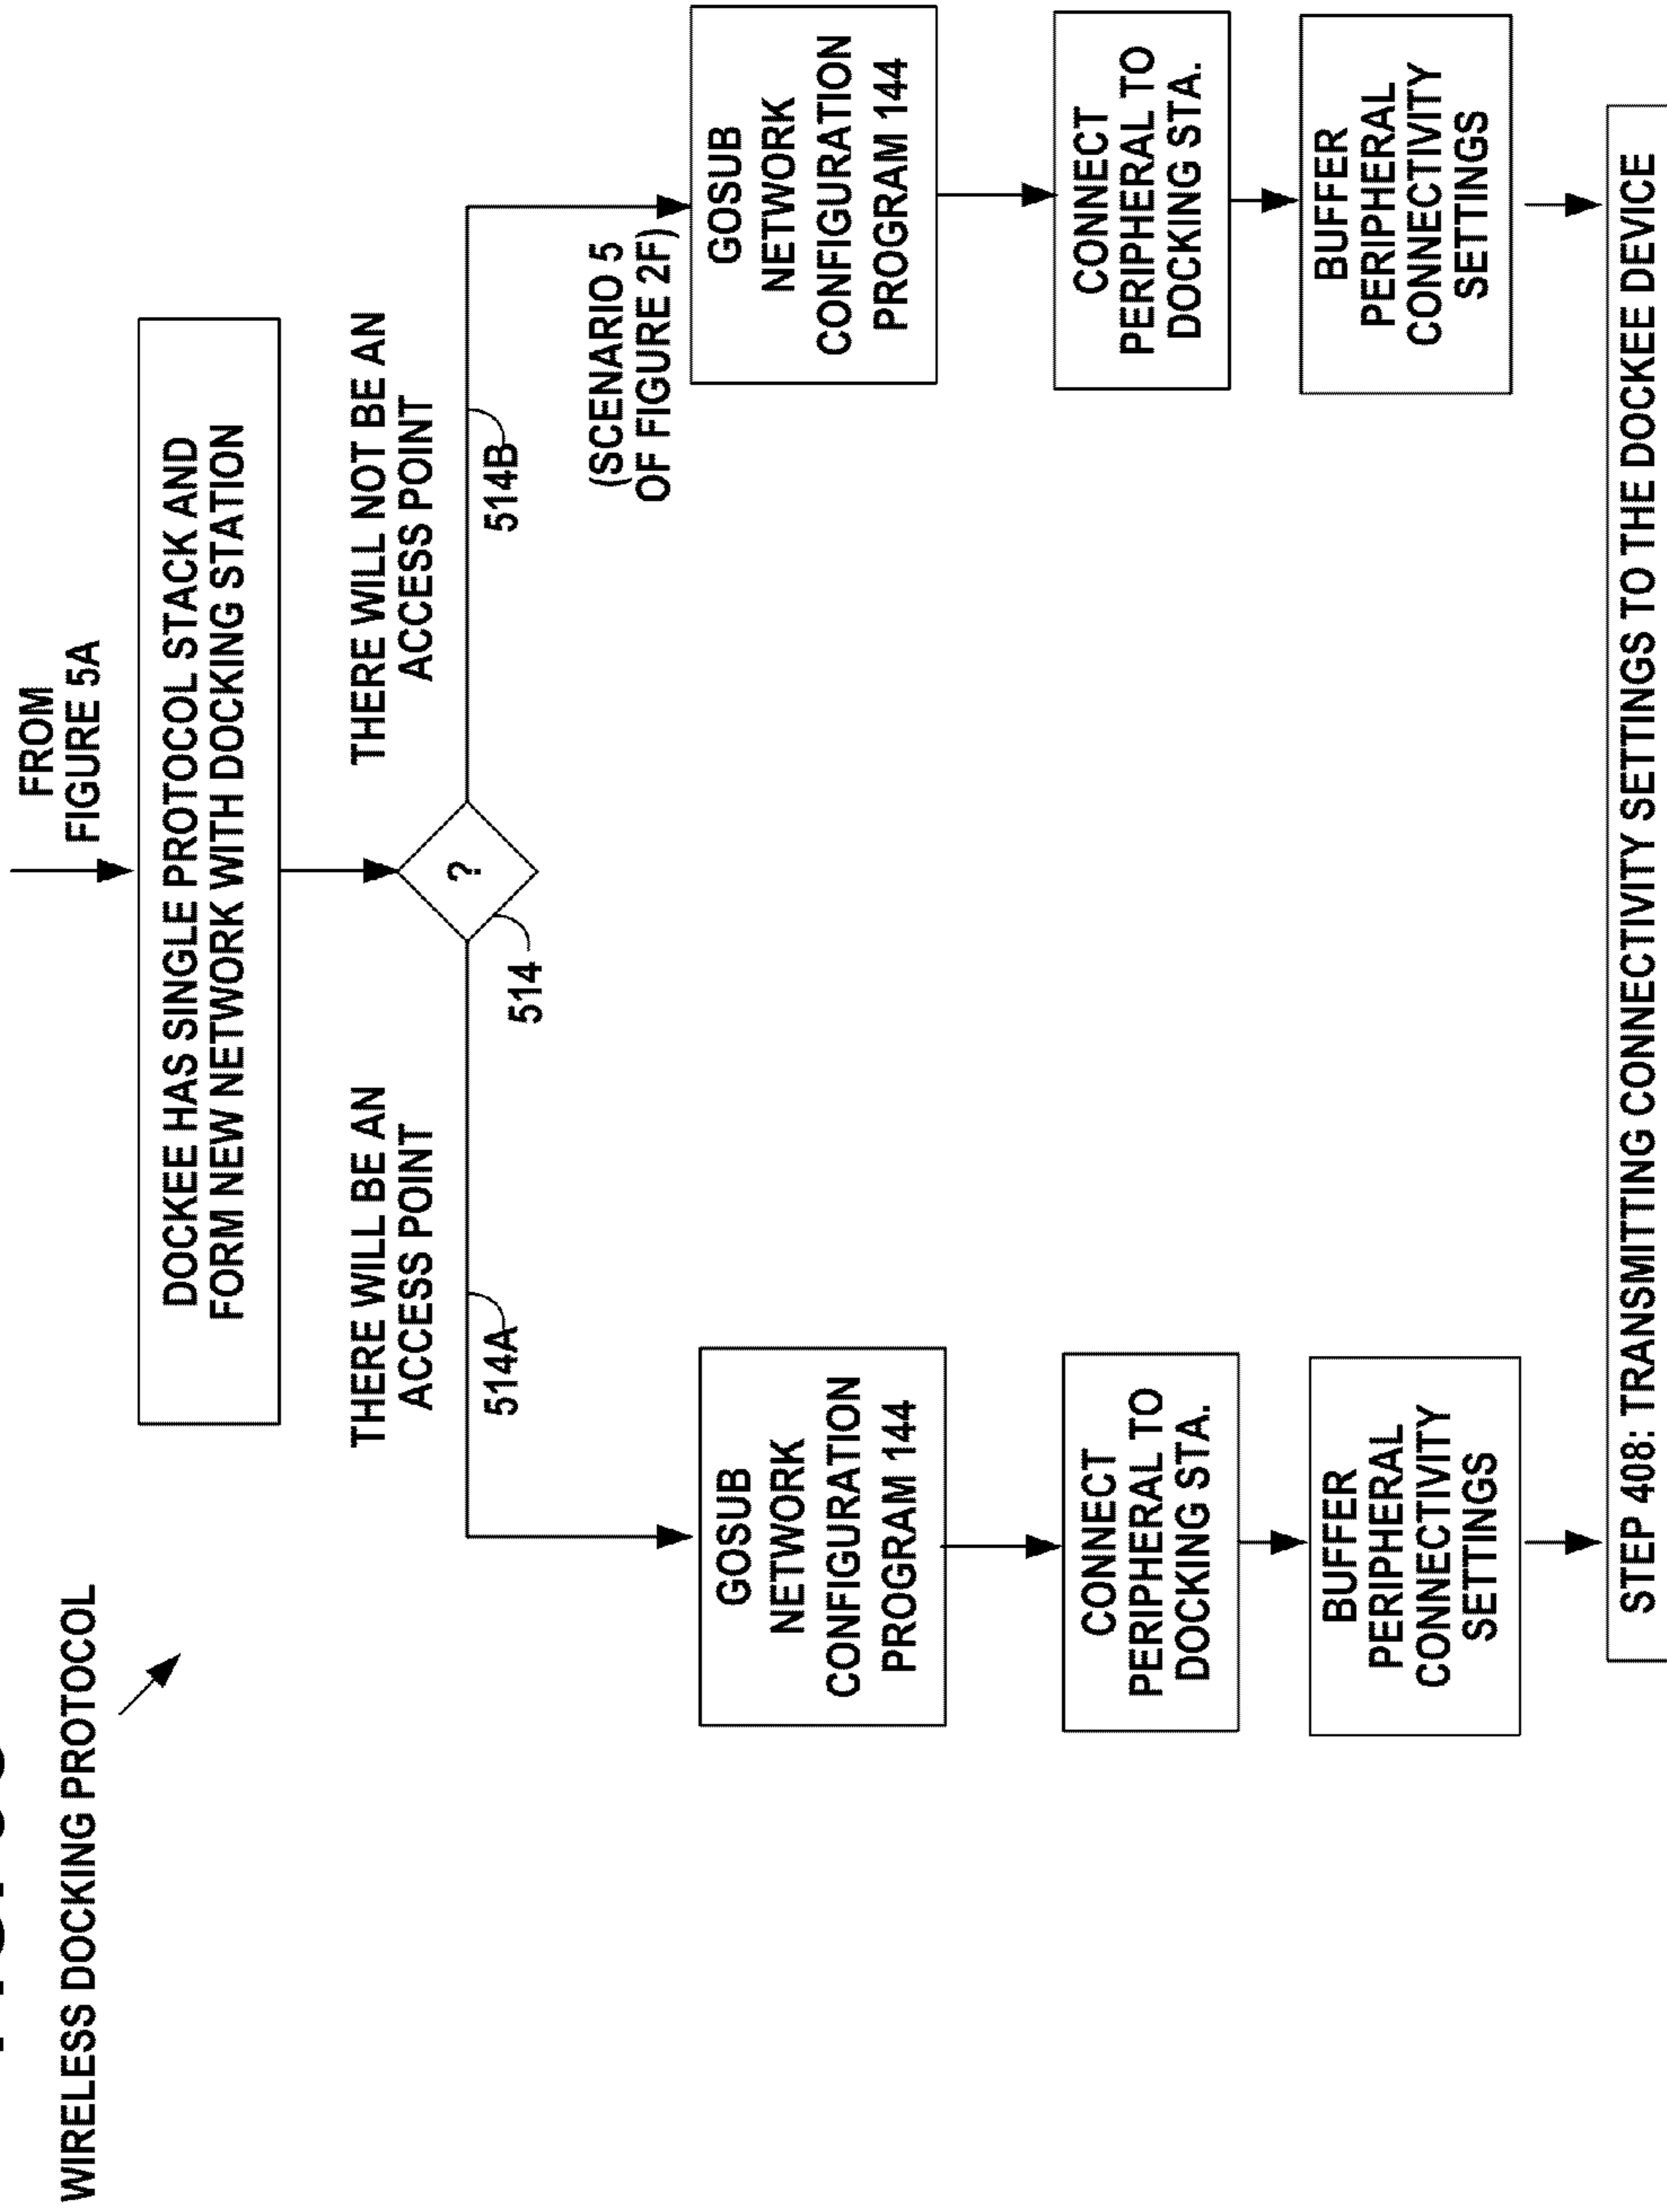 WIRELESS DOCKING PROTOCOL
FROM
FIGURE 5A
DOCKEE HAS SINGLE PROTOCOL STACK AND
FORM NEW NETWORK WITH DOCKING STATION
THERE WILL BE AN
ACCESS POINT
THERE WILL NOT BE AN
ACCESS POINT
?
514A
514
514B
(SCENARIO 5
OF FIGURE 2F)
GOSUB
NETWORK
CONFIGURATION
PROGRAM 144
CONNECT
PERIPHERAL TO
DOCKING STA.
BUFFER
PERIPHERAL
CONNECTIVITY
SETTINGS
GOSUB
NETWORK
CONFIGURATION
PROGRAM 144
CONNECT
PERIPHERAL TO
DOCKING STA.
BUFFER
PERIPHERAL
CONNECTIVITY
SETTINGS
STEP 408: TRANSMITTING CONNECTIVITY SETTINGS TO THE DOCKEE DEVICE